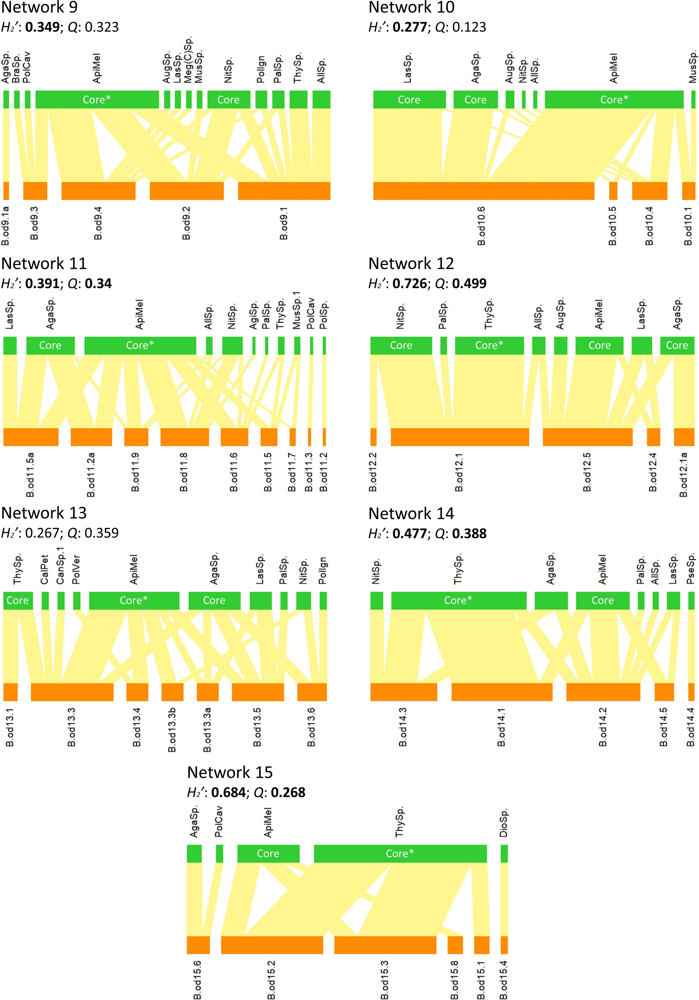 Network 9
H₂′: 0.349; Q: 0.323
AgaSp.
BraSp.
PolCav
ApiMel
AugSp.
LasSp.
Meg(C)Sp.
MusSp.
NitSp.
PolIgn
PalSp.
ThySp.
AllSp.
Core*
Core
B.od9.1a
B.od9.3
B.od9.4
B.od9.2
B.od9.1
Network 10
H₂′: 0.277; Q: 0.123
LasSp.
AgaSp.
AugSp.
NitSp.
AllSp.
ApiMel
MusSp.
Core
Core
Core*
B.od10.6
B.od10.5
B.od10.4
B.od10.1
Network 11
H₂′: 0.391; Q: 0.34
LasSp.
AgaSp.
ApiMel
AllSp.
NitSp.
AgiSp.
PalSp.
ThySp.
MusSp.1
PolCav
PolSp.
Core
Core*
B.od11.5a
B.od11.2a
B.od11.9
B.od11.8
B.od11.6
B.od11.5
B.od11.7
B.od11.3
B.od11.2
Network 12
H₂′: 0.726; Q: 0.499
NitSp.
PalSp.
ThySp.
AllSp.
AugSp.
ApiMel
LasSp.
AgaSp.
Core
Core*
Core
Core
B.od12.2
B.od12.1
B.od12.5
B.od12.4
B.od12.1a
Network 13
H₂′: 0.267; Q: 0.359
ThySp.
CalPet
CanSp.1
PolVer
ApiMel
AgaSp.
LasSp.
PalSp.
NitSp.
PolIgn
Core
Core*
Core
B.od13.1
B.od13.3
B.od13.4
B.od13.3b
B.od13.3a
B.od13.5
B.od13.6
Network 14
H₂′: 0.477; Q: 0.388
NitSp.
ThySp.
AgaSp.
ApiMel
PalSp.
AllSp.
LasSp.
PseSp.
Core*
Core
B.od14.3
B.od14.1
B.od14.2
B.od14.5
B.od14.4
Network 15
H₂′: 0.684; Q: 0.268
AgaSp.
PolCav
ApiMel
ThySp.
DioSp.
Core
Core*
B.od15.6
B.od15.2
B.od15.3
B.od15.8
B.od15.1
B.od15.4